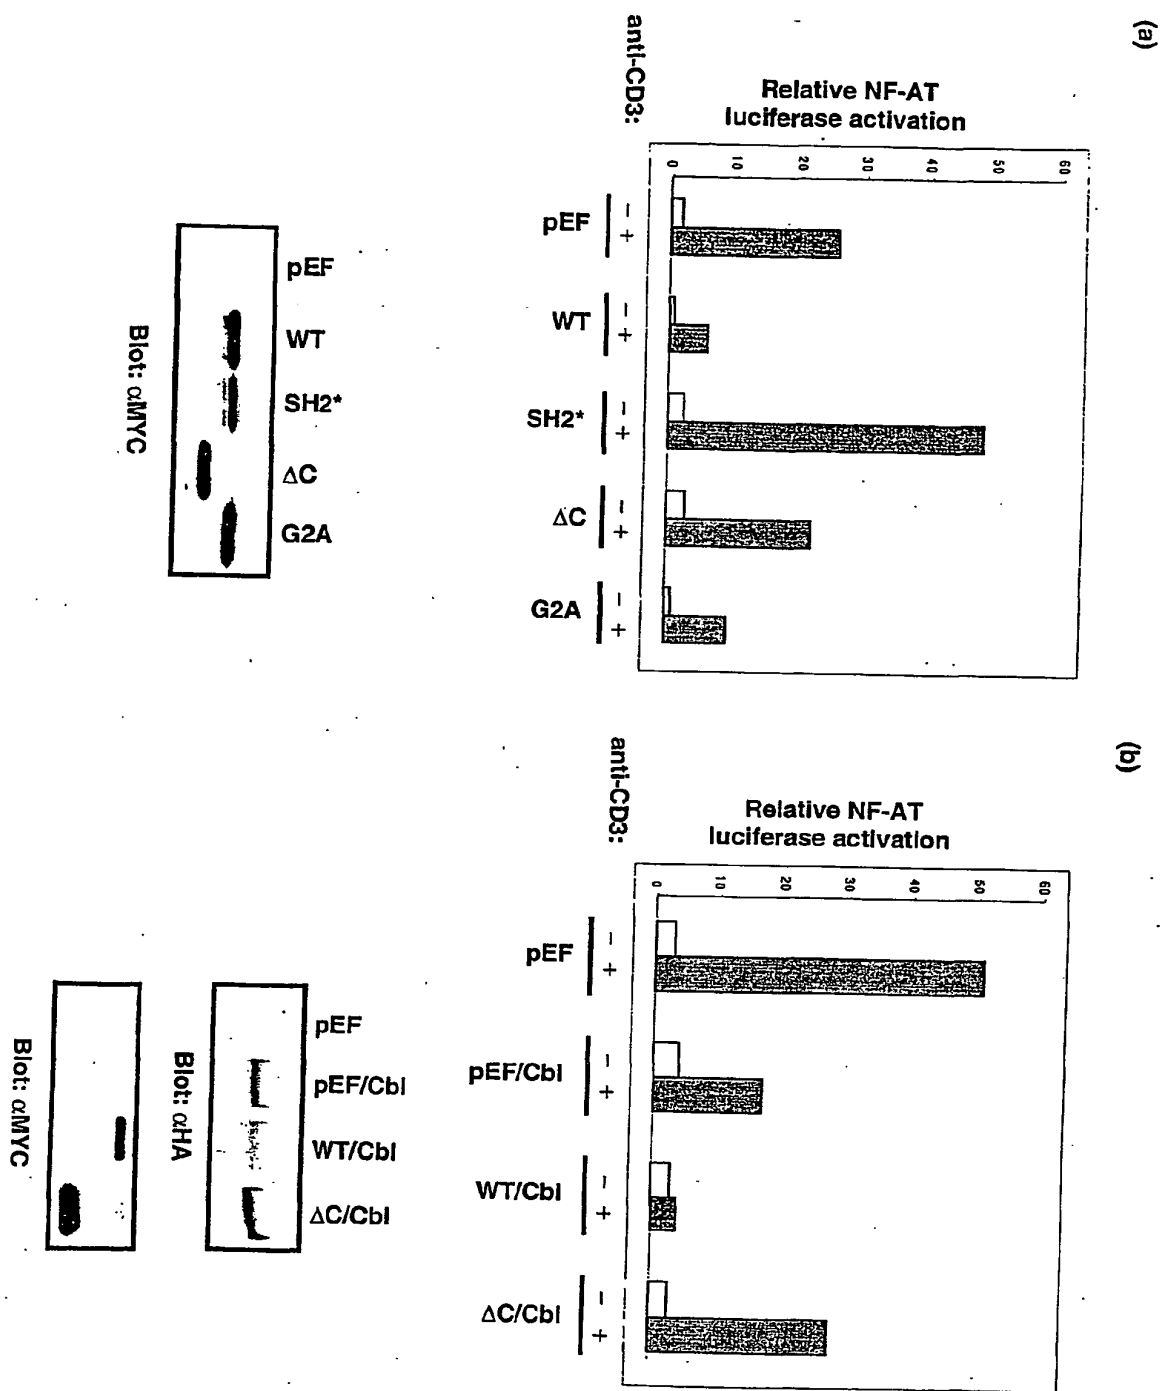 (a)
Relative NF-AT
luciferase activation
60
50
40
30
20
10
0
anti-CD3:
- + - + - + - + - +
pEF WT SH2* ΔC G2A
pEF WT SH2* ΔC G2A
Blot: αMYC
(b)
Relative NF-AT
luciferase activation
60
50
40
30
20
10
0
anti-CD3:
- + - + - + - +
pEF pEF/Cbl WT/Cbl ΔC/Cbl
pEF pEF/Cbl WT/Cbl ΔC/Cbl
Blot: αHA
Blot: αMYC